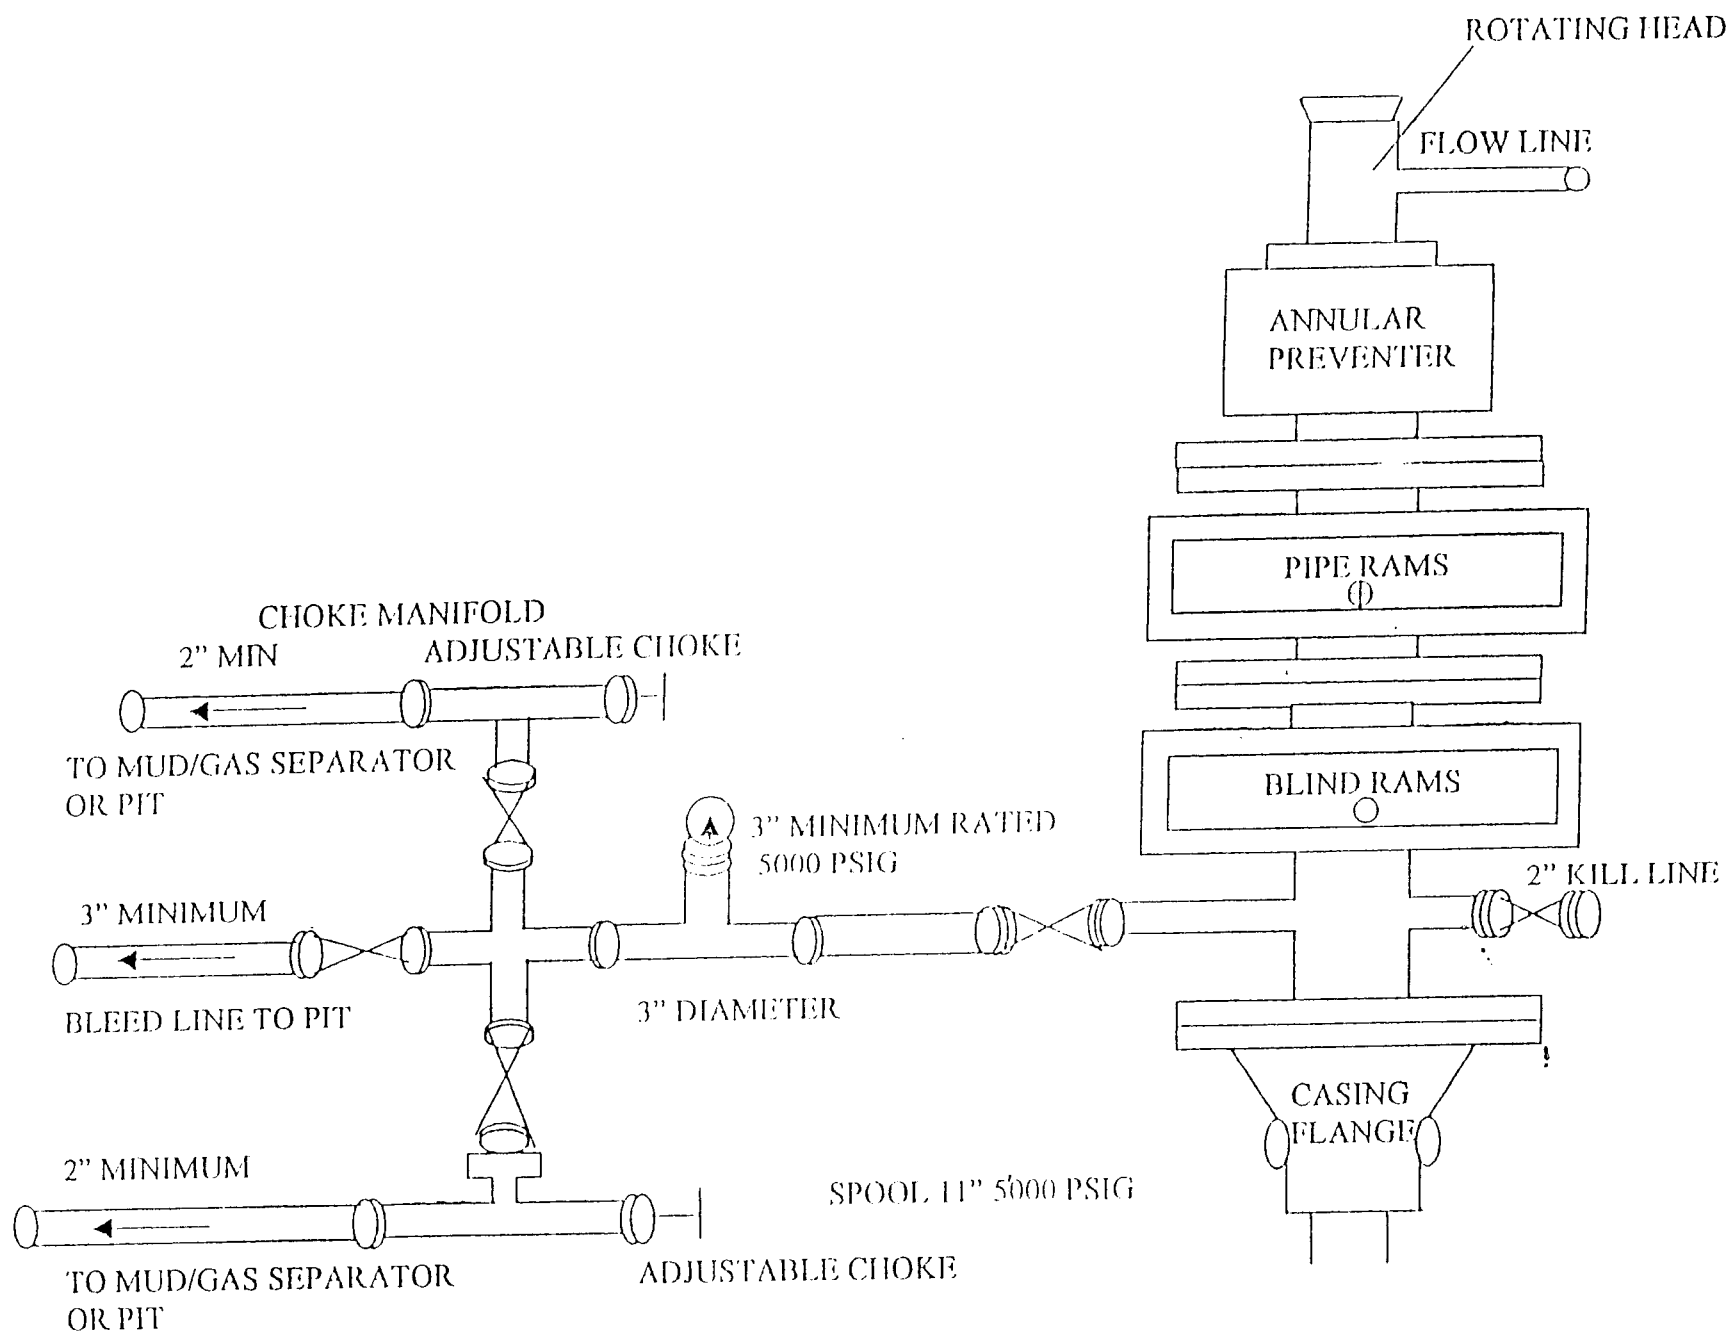 ROTATING HEAD
FLOW LINE
ANNULAR
PREVENTER
PIPE RAMS
CHOKE MANIFOLD
2" MIN
ADJUSTABLE CHOKE
TO MUD/GAS SEPARATOR
OR PIT
BLIND RAMS
3" MINIMUM RATED
5000 PSIG
2" KILL LINE
3" MINIMUM
BLEED LINE TO PIT
3" DIAMETER
CASING
FLANGE
2" MINIMUM
SPOOL 11" 5000 PSIG
ADJUSTABLE CHOKE
TO MUD/GAS SEPARATOR
OR PIT